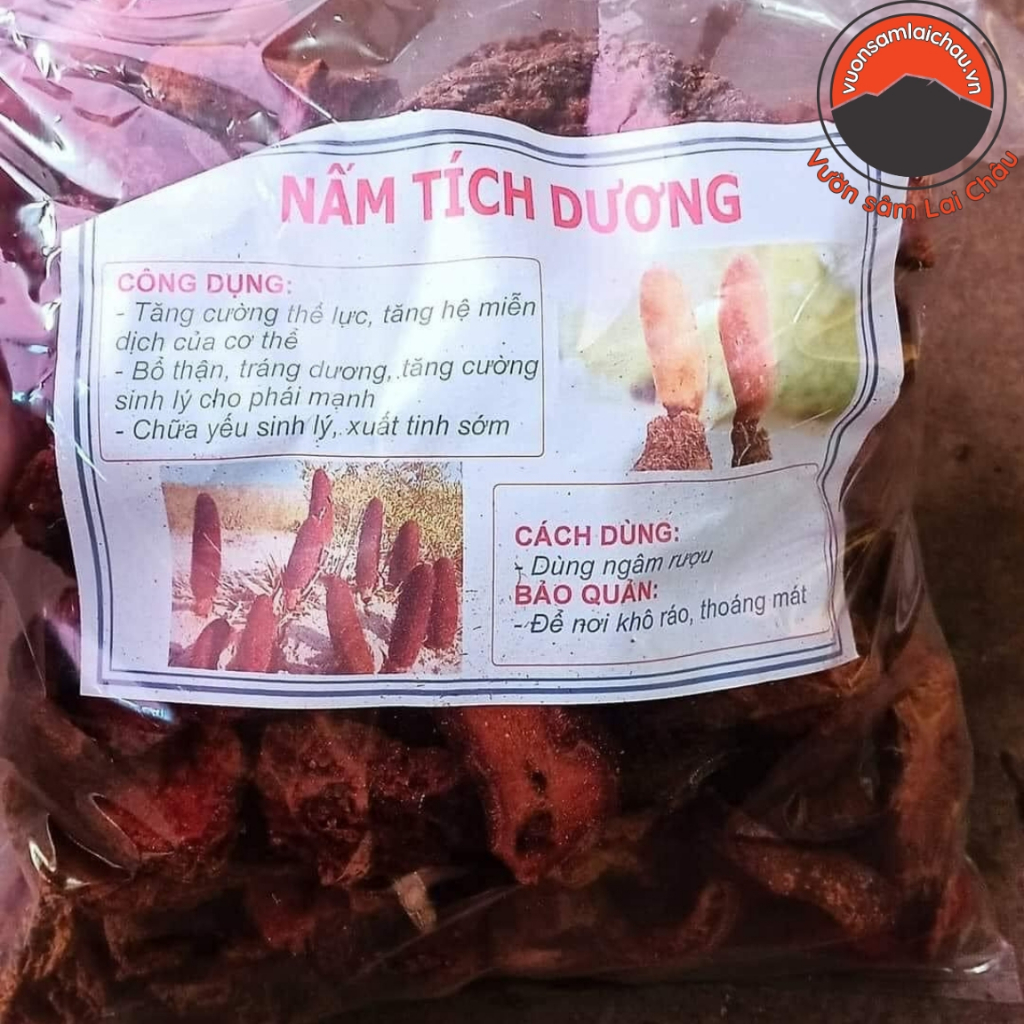 vuonsamlaichau.vn
Vườn sâm Lai Châu
NẤM TÍCH DƯƠNG
CÔNG DỤNG:
- Tăng cường thể lực, tăng hệ miễn
dịch của cơ thể
- Bổ thận, tráng dương, tăng cường
sinh lý cho phái mạnh
- Chữa yếu sinh lý, xuất tinh sớm
CÁCH DÙNG:
- Dùng ngâm rượu
BẢO QUẢN:
- Để nơi khô ráo, thoáng mát